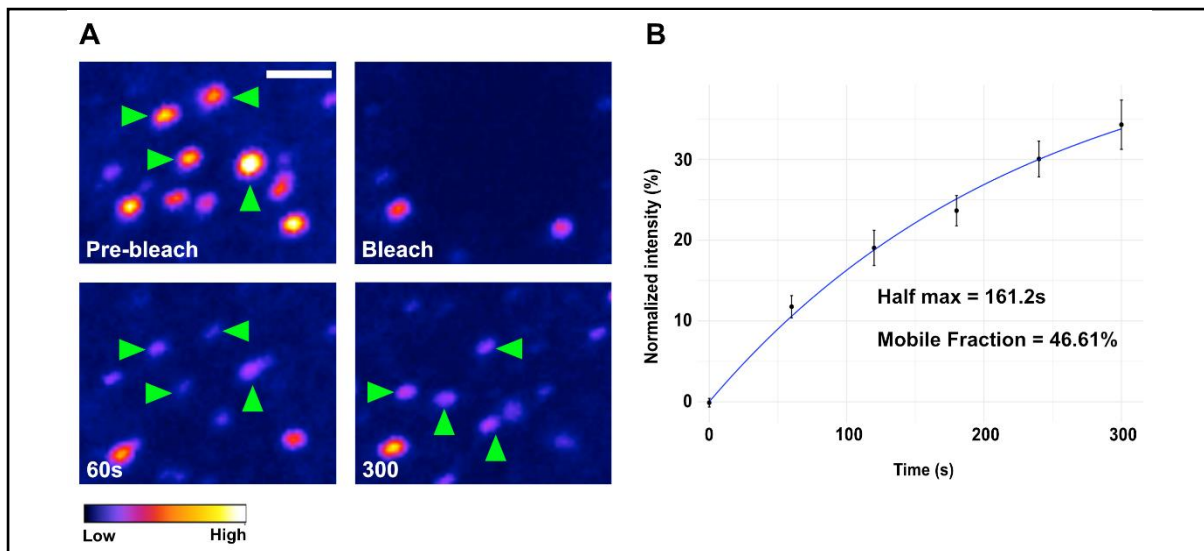 A
B
Pre-bleach
Bleach
60s
300
Low
High
Normalized intensity (%)
30
20
10
0
Half max = 161.2s
Mobile Fraction = 46.61%
0
100
200
300
Time (s)